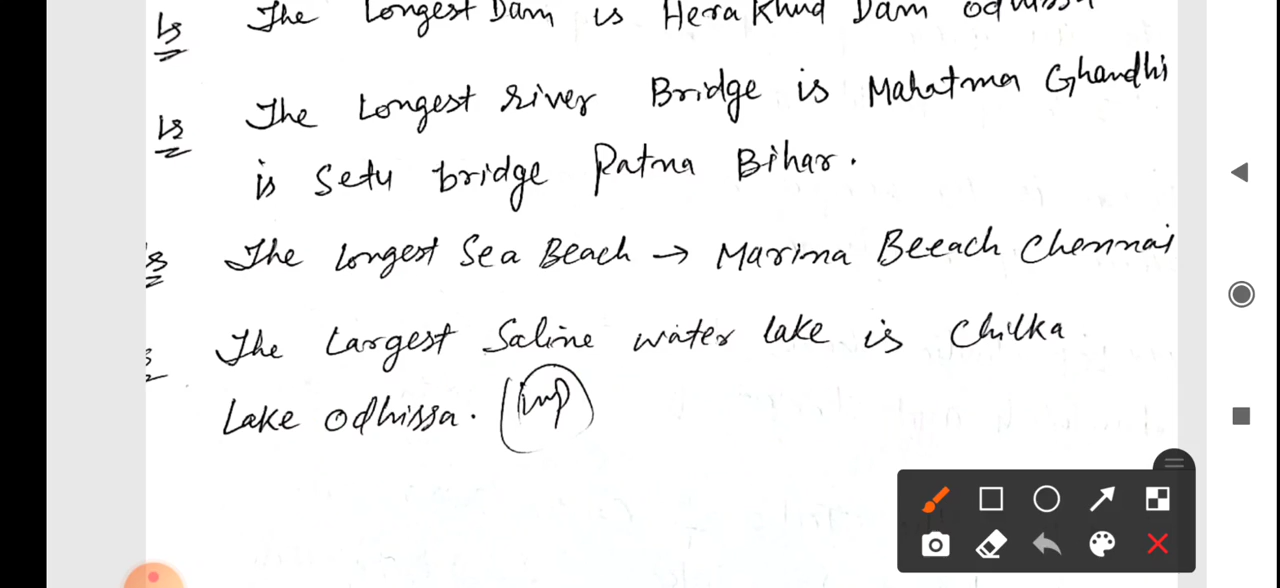 The Longest Dam is Hera Khud Dam
The Longest river Bridge is Mahatma Ghandhi
is Setu bridge Patna Bihar.
The longest Sea Beach → Marina Beeach Chennai
The Largest Saline water lake is Chilka
Lake odhissa. (imp)